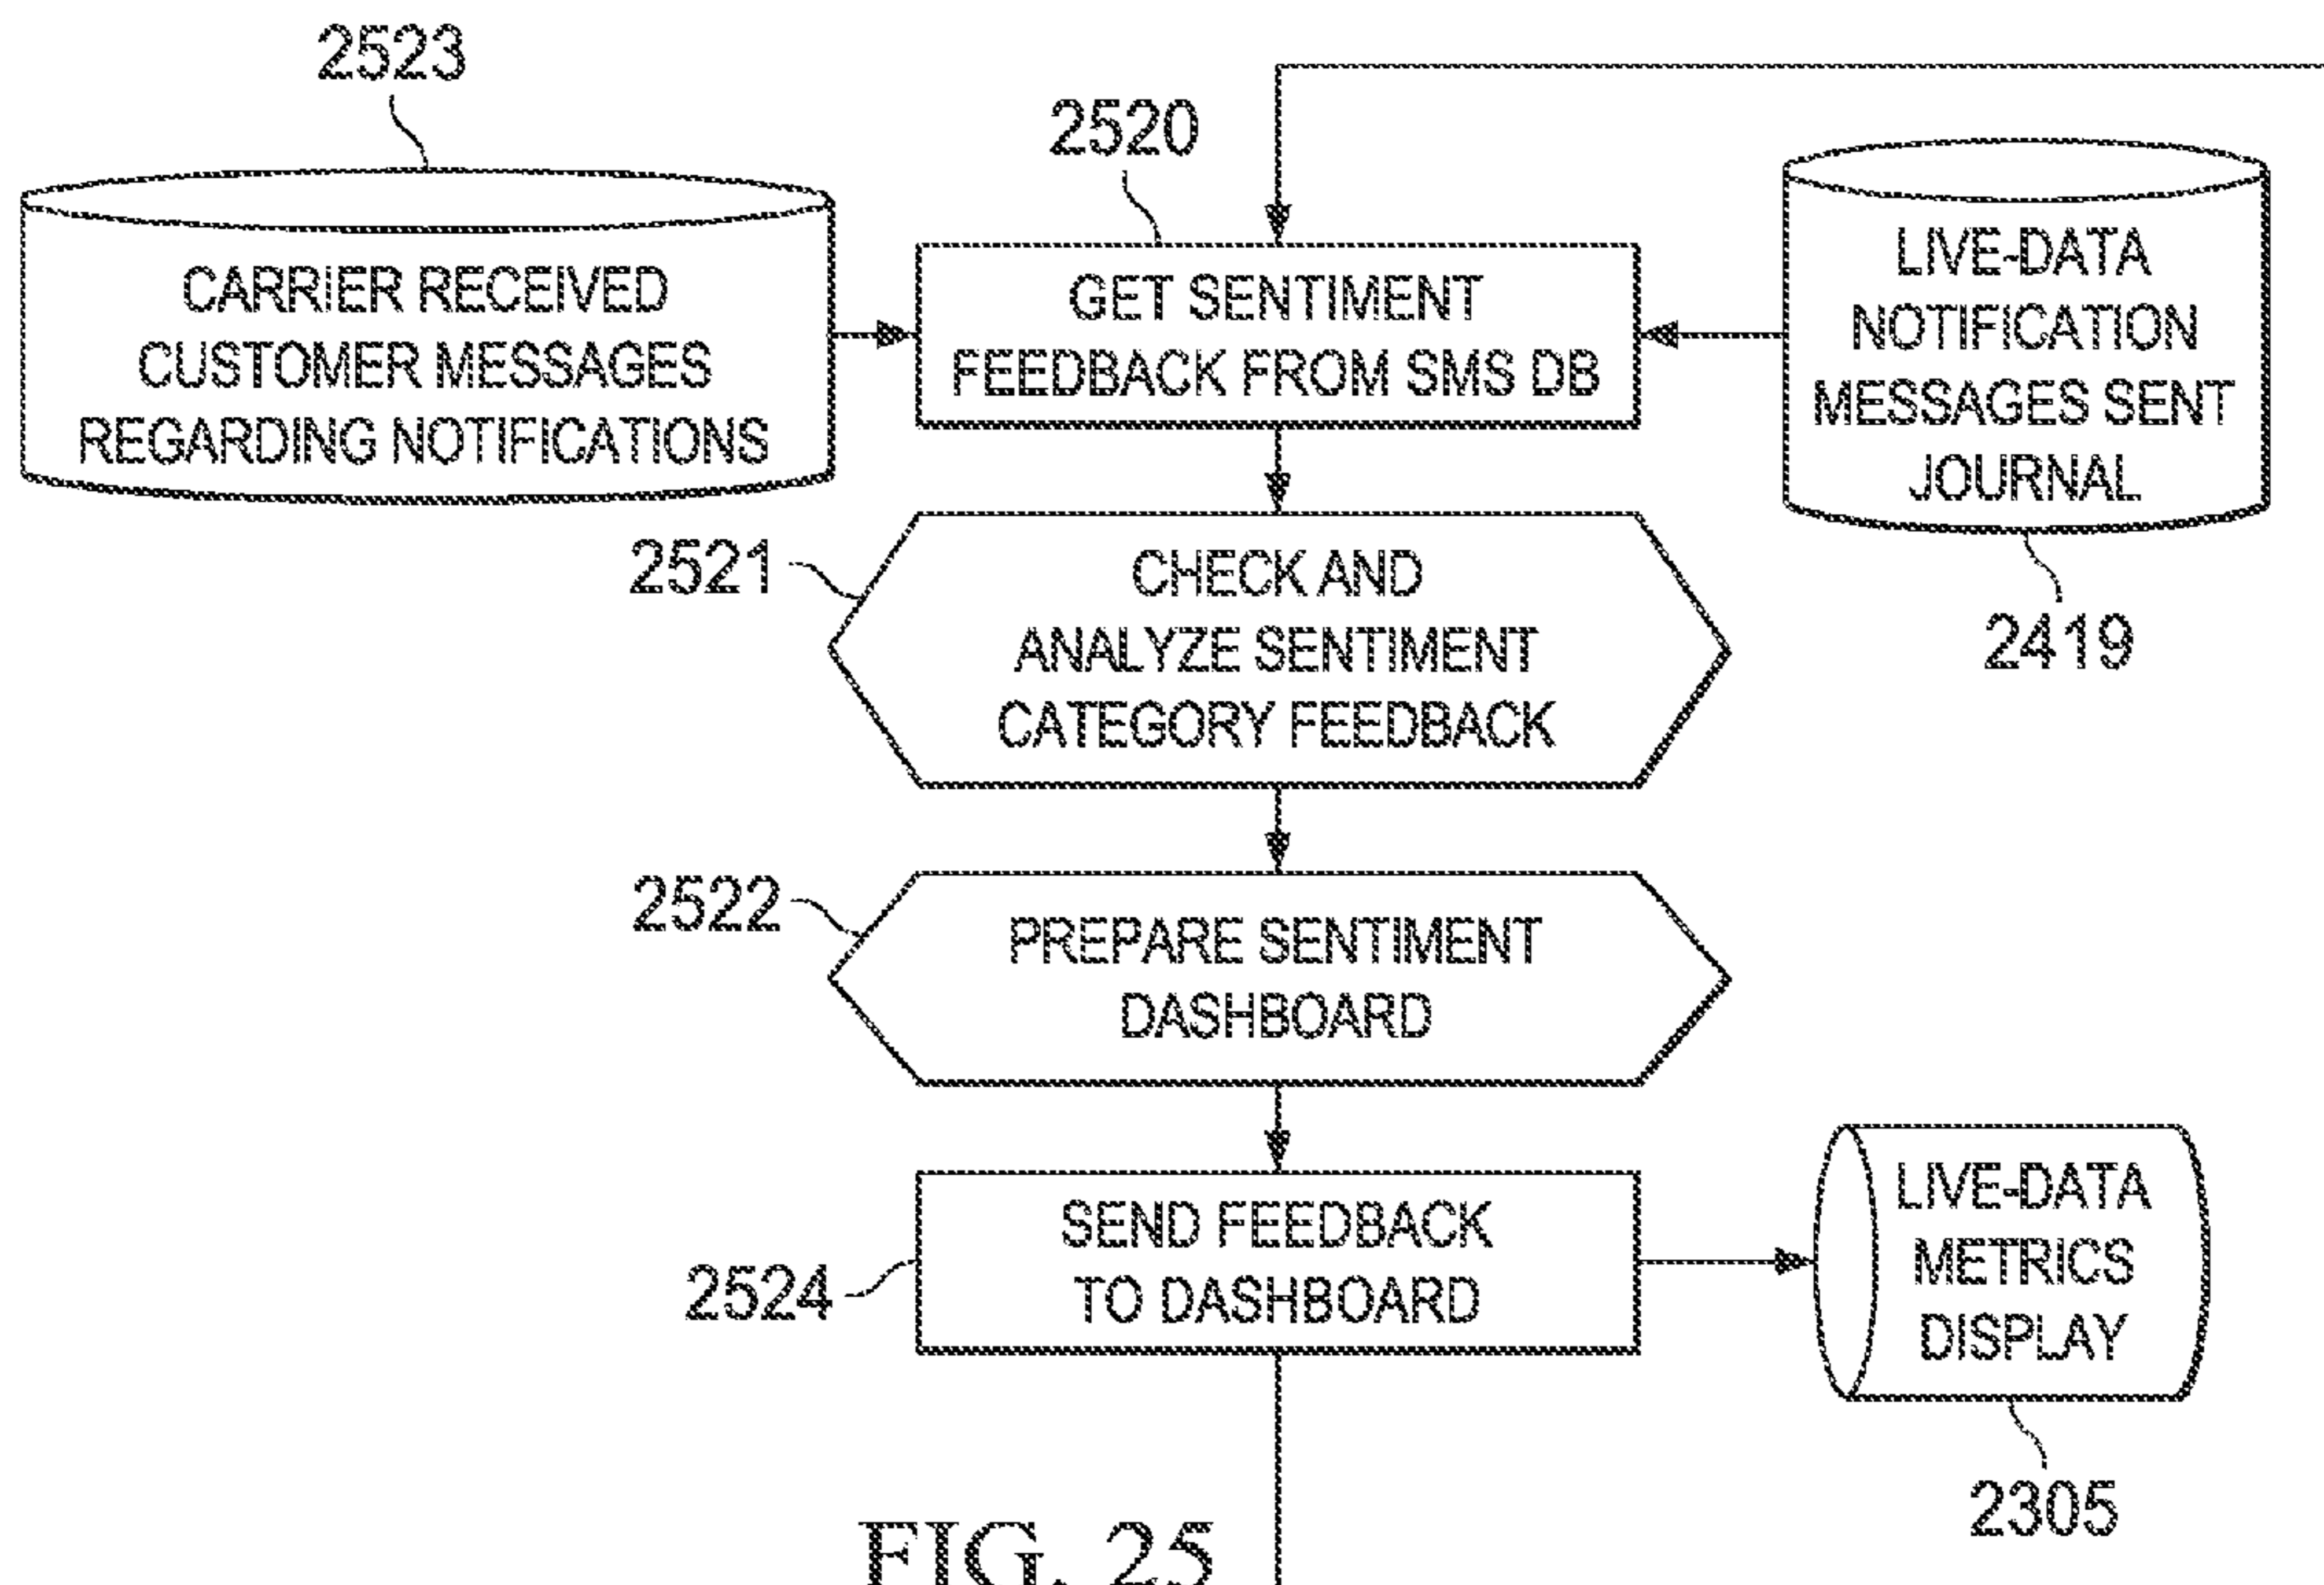 2523
2520
CARRIER RECEIVED
CUSTOMER MESSAGES
REGARDING NOTIFICATIONS
GET SENTIMENT
FEEDBACK FROM SMS DB
LIVE-DATA
NOTIFICATION
MESSAGES SENT
JOURNAL
2419
2521
CHECK AND
ANALYZE SENTIMENT
CATEGORY FEEDBACK
2522
PREPARE SENTIMENT
DASHBOARD
2524
SEND FEEDBACK
TO DASHBOARD
LIVE-DATA
METRICS
DISPLAY
2305
FIG. 25